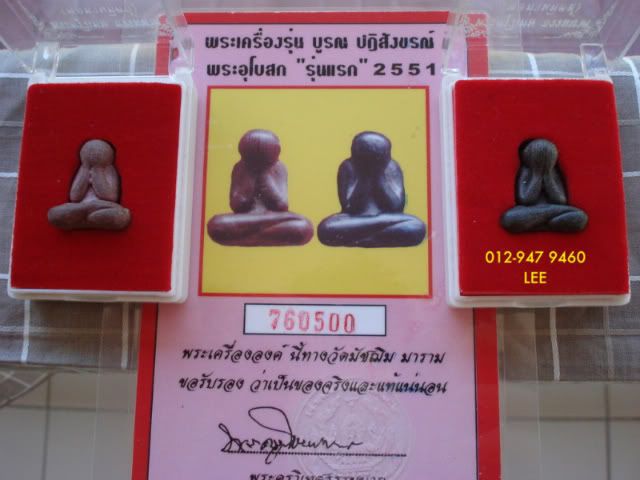 พระเครื่องรุ่น บูรณ ปฏิสังขรณ์
พระอุโบสถ "รุ่นแรก" 2551
012-947 9460
LEE
760500
พระเครื่ององค์ นี้ทางวัดมัชฌิม มาราม
ขอรับรอง ว่าเป็นของจริงและแท้แน่นอน